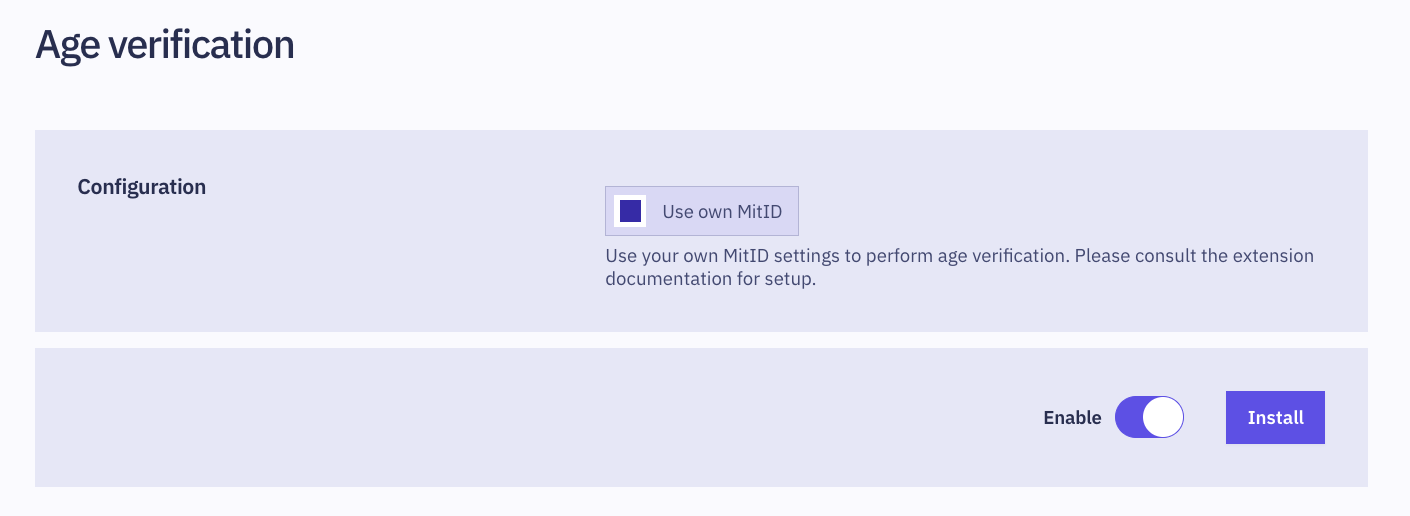 Age verification
Configuration
Use own MitID
Use your own MitID settings to perform age verification. Please consult the extension
documentation for setup.
Enable
Install